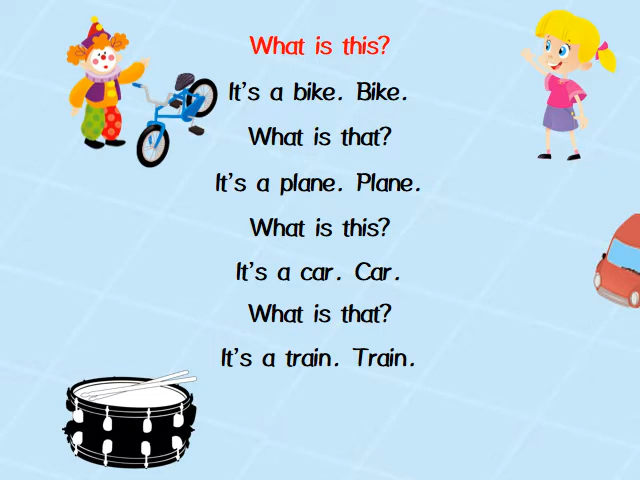 What is this?
It's a bike. Bike.
What is that?
It's a plane. Plane.
What is this?
It's a car. Car.
What is that?
It's a train. Train.